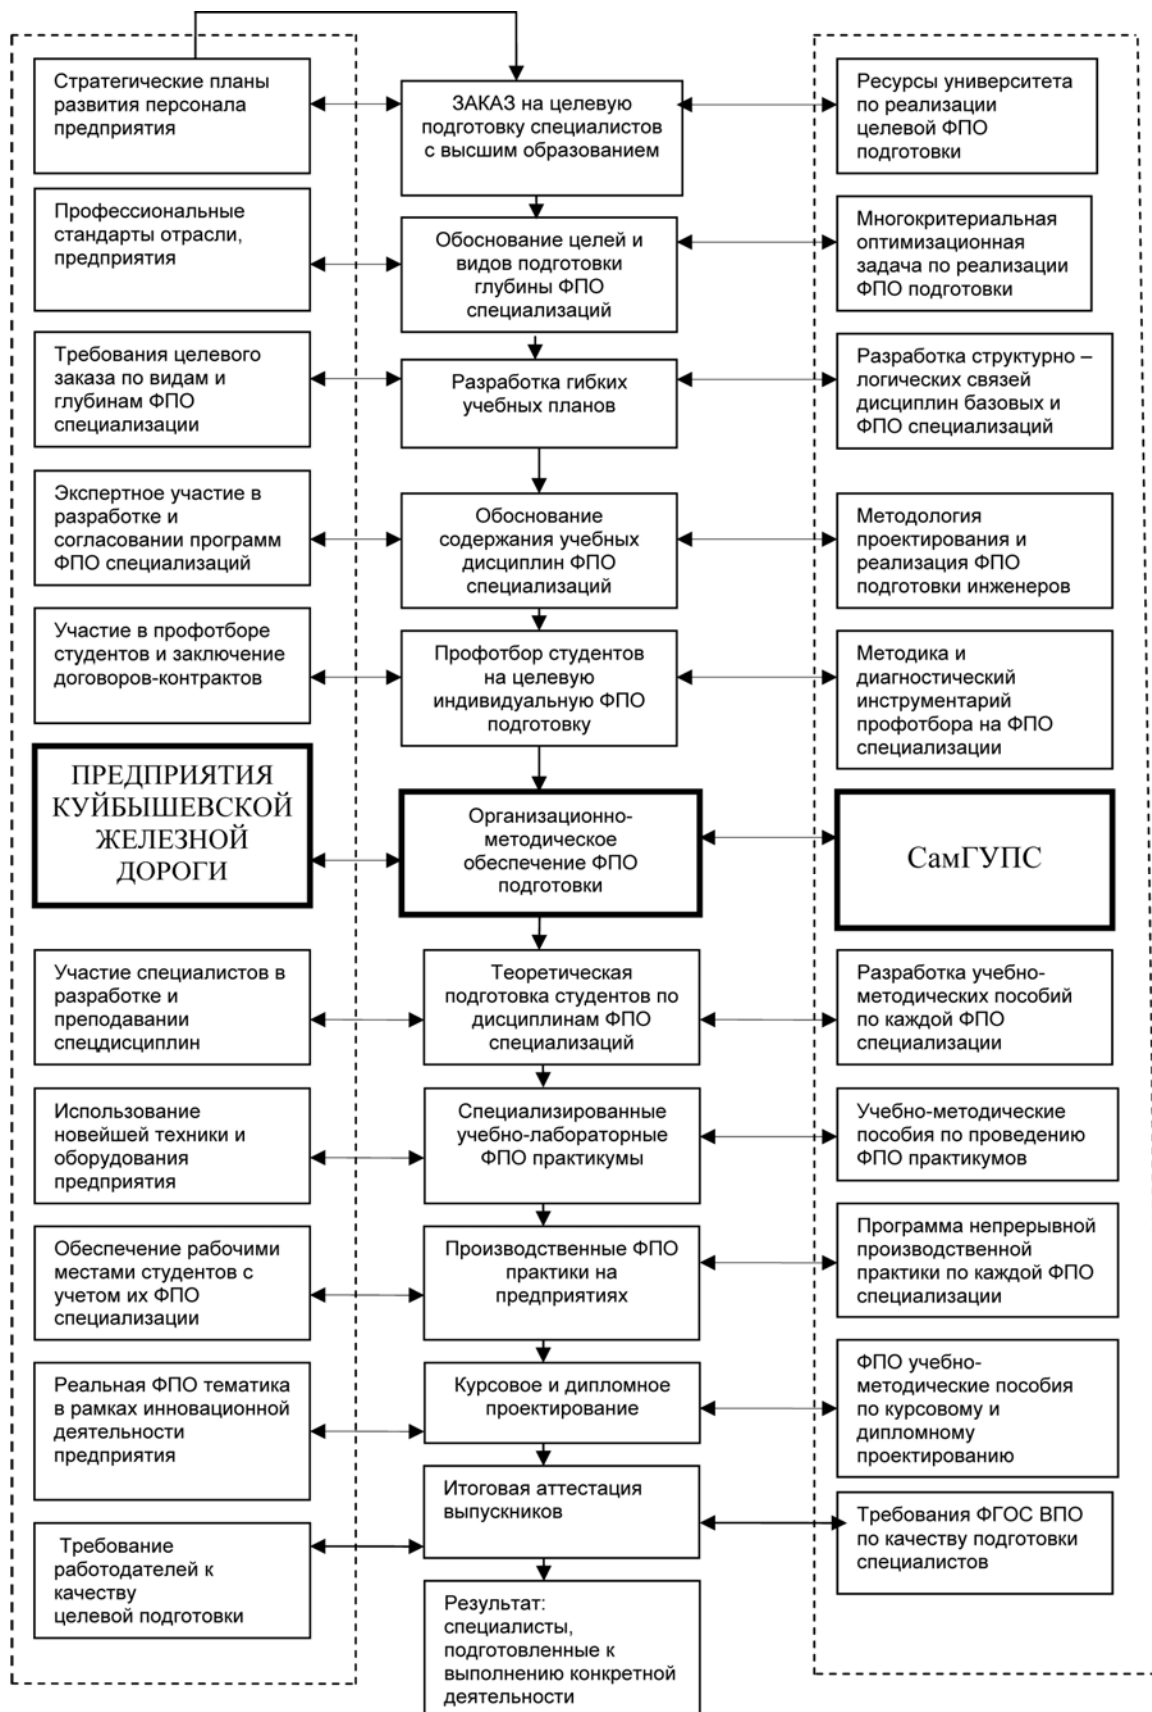 Стратегические планы
развития персонала
предприятия
ЗАКАЗ на целевую
подготовку специалистов
с высшим образованием
Ресурсы университета
по реализации
целевой ФПО
подготовки
Профессиональные
стандарты отрасли,
предприятия
Обоснование целей и
видов подготовки
глубины ФПО
специализаций
Многокритериальная
оптимизационная
задача по реализации
ФПО подготовки
Требования целевого
заказа по видам и
глубинам ФПО
специализации
Разработка гибких
учебных планов
Разработка структурно –
логических связей
дисциплин базовых и
ФПО специализаций
Экспертное участие в
разработке и
согласовании программ
ФПО специализаций
Обоснование
содержания учебных
дисциплин ФПО
специализаций
Методология
проектирования и
реализация ФПО
подготовки инженеров
Участие в профотборе
студентов и заключение
договоров-контрактов
Профотбор студентов
на целевую
индивидуальную ФПО
подготовку
Методика и
диагностический
инструментарий
профотбора на ФПО
специализации
ПРЕДПРИЯТИЯ
КУЙБЫШЕВСКОЙ
ЖЕЛЕЗНОЙ
ДОРОГИ
Организационно-
методическое
обеспечение ФПО
подготовки
СамГУПС
Участие специалистов в
разработке и
преподавании
спецдисциплин
Теоретическая
подготовка студентов по
дисциплинам ФПО
специализаций
Разработка учебно-
методических пособий
по каждой ФПО
специализации
Использование
новейшей техники и
оборудования
предприятия
Специализированные
учебно-лабораторные
ФПО практикумы
Учебно-методические
пособия по проведению
ФПО практикумов
Обеспечение рабочими
местами студентов с
учетом их ФПО
специализации
Производственные ФПО
практики на
предприятиях
Программа непрерывной
производственной
практики по каждой ФПО
специализации
Реальная ФПО тематика
в рамках инновационной
деятельности
предприятия
Курсовое и дипломное
проектирование
ФПО учебно-
методические пособия
по курсовому и
дипломному
проектированию
Требование
работодателей к
качеству
целевой подготовки
Итоговая аттестация
выпускников
Требования ФГОС ВПО
по качеству подготовки
специалистов
Результат:
специалисты,
подготовленные к
выполнению конкретной
деятельности